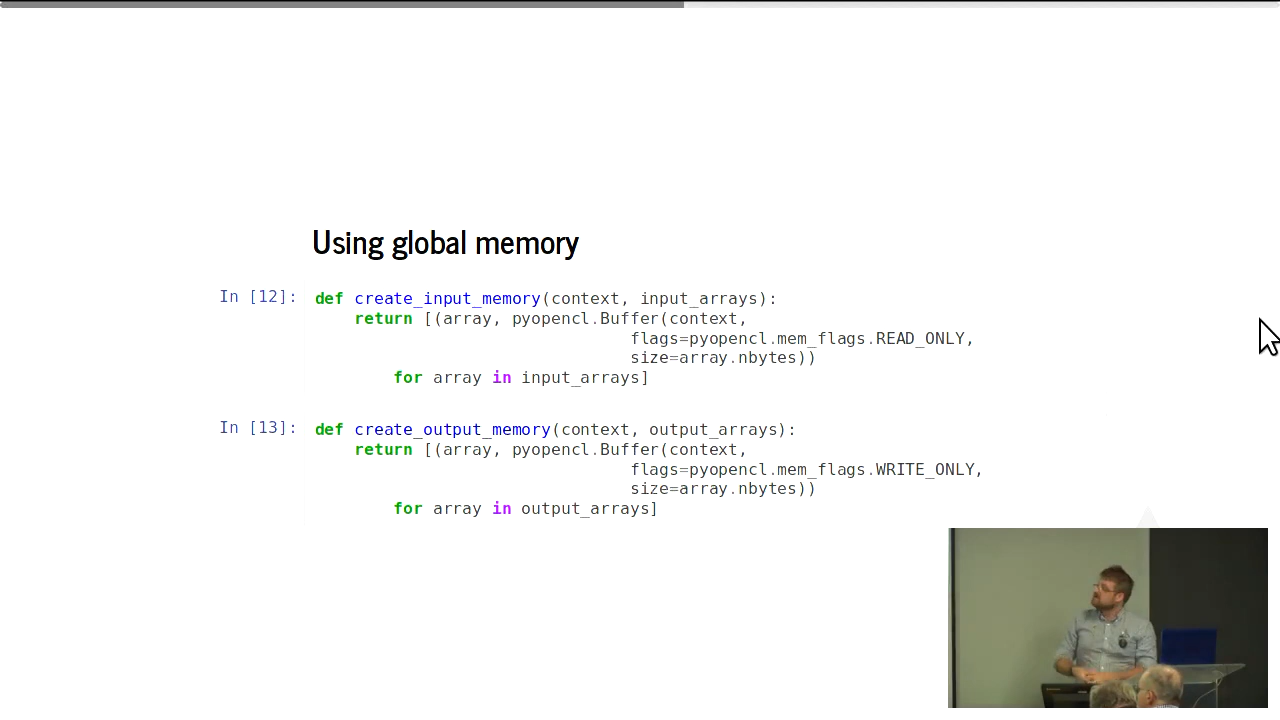 Using global memory
In [12]: def create_input_memory(context, input_arrays):
return [(array, pyopencl.Buffer(context,
flags=pyopencl.mem_flags.READ_ONLY,
size=array.nbytes))
for array in input_arrays]
In [13]: def create_output_memory(context, output_arrays):
return [(array, pyopencl.Buffer(context,
flags=pyopencl.mem_flags.WRITE_ONLY,
size=array.nbytes))
for array in output_arrays]